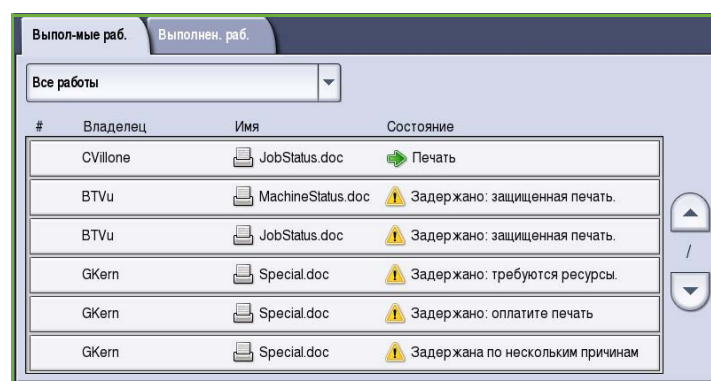 Выпол-мые раб. Выполнен. раб.
Все работы
# Владелец Имя Состояние
CVillone JobStatus.doc Печать
BTVu MachineStatus.doc Задержано: защищенная печать.
BTVu JobStatus.doc Задержано: защищенная печать.
/
GKern Special.doc Задержано: требуются ресурсы.
GKern Special.doc Задержано: оплатите печать
GKern Special.doc Задержана по нескольким причинам